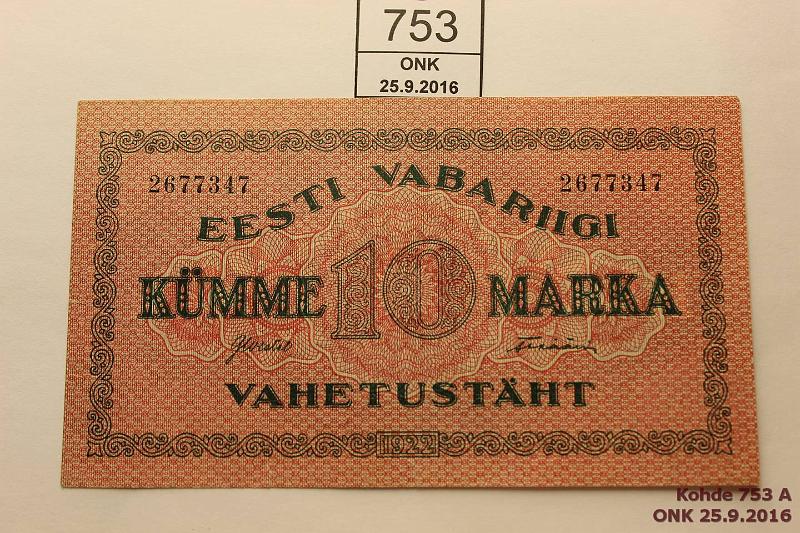 753
ONK
25.9.2016
2677347 2677347
EESTI VABARIIGI
KÜMME 10 MARKA
VAHETUSTÄHT
1922
Kohde 753 A
ONK 25.9.2016